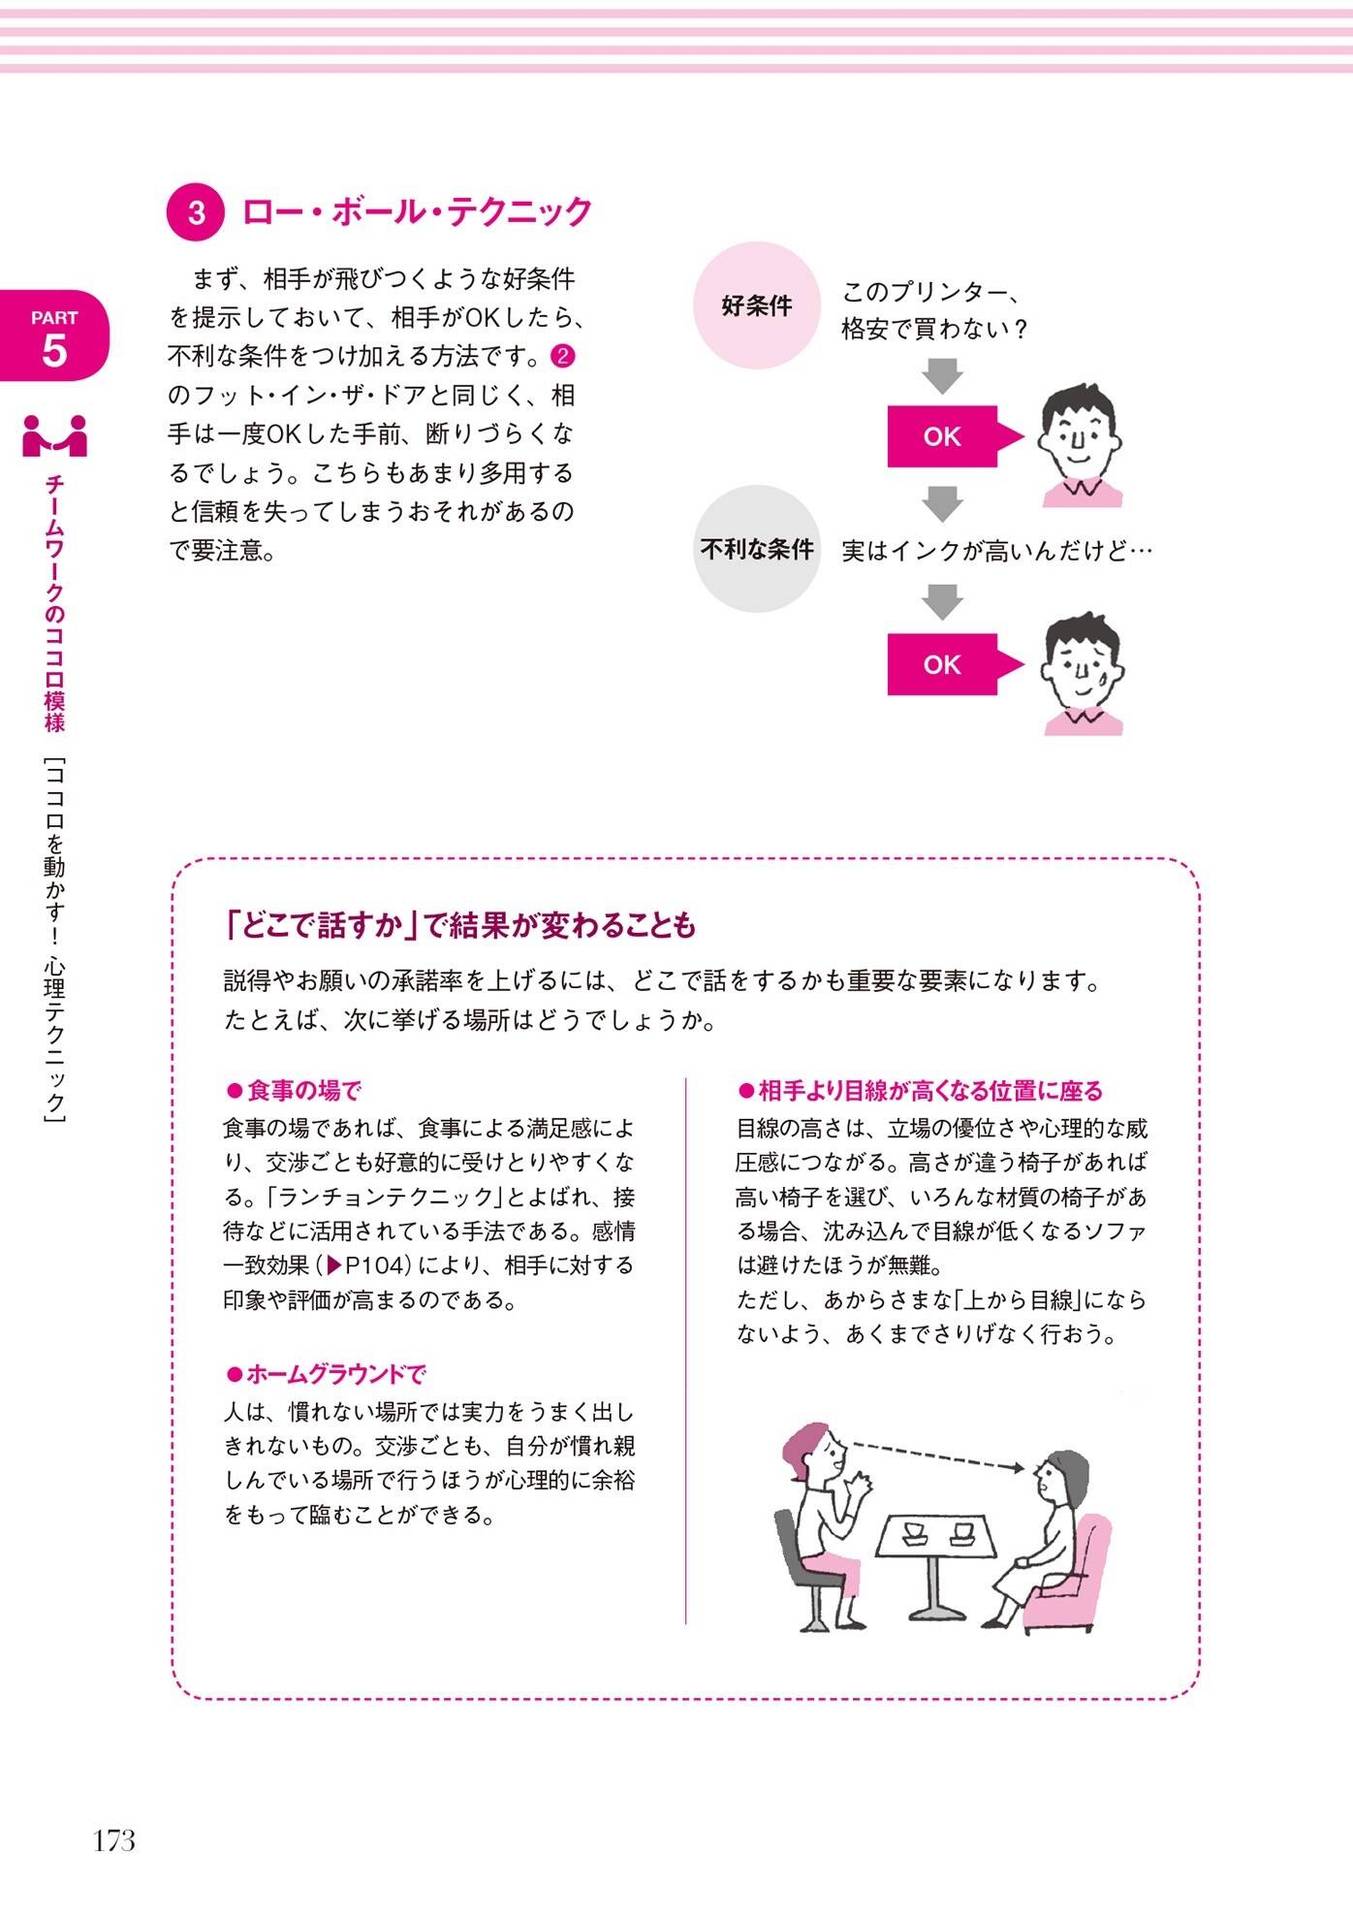 3 ロー・ボール・テクニック
まず、相手が飛びつくような好条件
を提示しておいて、相手がOKしたら、
不利な条件をつけ加える方法です。❷
のフット・イン・ザ・ドアと同じく、相
手は一度OKした手前、断りづらくな
るでしょう。こちらもあまり多用する
と信頼を失ってしまうおそれがあるの
で要注意。
好条件
このプリンター、
格安で買わない？
OK
不利な条件
実はインクが高いんだけど…
OK
PART
5
チームワークのココロ模様 ［ココロを動かす！ 心理テクニック］
「どこで話すか」で結果が変わることも
説得やお願いの承諾率を上げるには、どこで話をするかも重要な要素になります。
たとえば、次に挙げる場所はどうでしょうか。
●食事の場で
食事の場であれば、食事による満足感によ
り、交渉ごとも好意的に受けとりやすくな
る。「ランチョンテクニック」とよばれ、接
待などに活用されている手法である。感情
一致効果（▶P104）により、相手に対する
印象や評価が高まるのである。
●ホームグラウンドで
人は、慣れない場所では実力をうまく出し
きれないもの。交渉ごとも、自分が慣れ親
しんでいる場所で行うほうが心理的に余裕
をもって臨むことができる。
●相手より目線が高くなる位置に座る
目線の高さは、立場の優位さや心理的な威
圧感につながる。高さが違う椅子があれば
高い椅子を選び、いろんな材質の椅子があ
る場合、沈み込んで目線が低くなるソファ
は避けたほうが無難。
ただし、あからさまな「上から目線」になら
ないよう、あくまでさりげなく行おう。
173